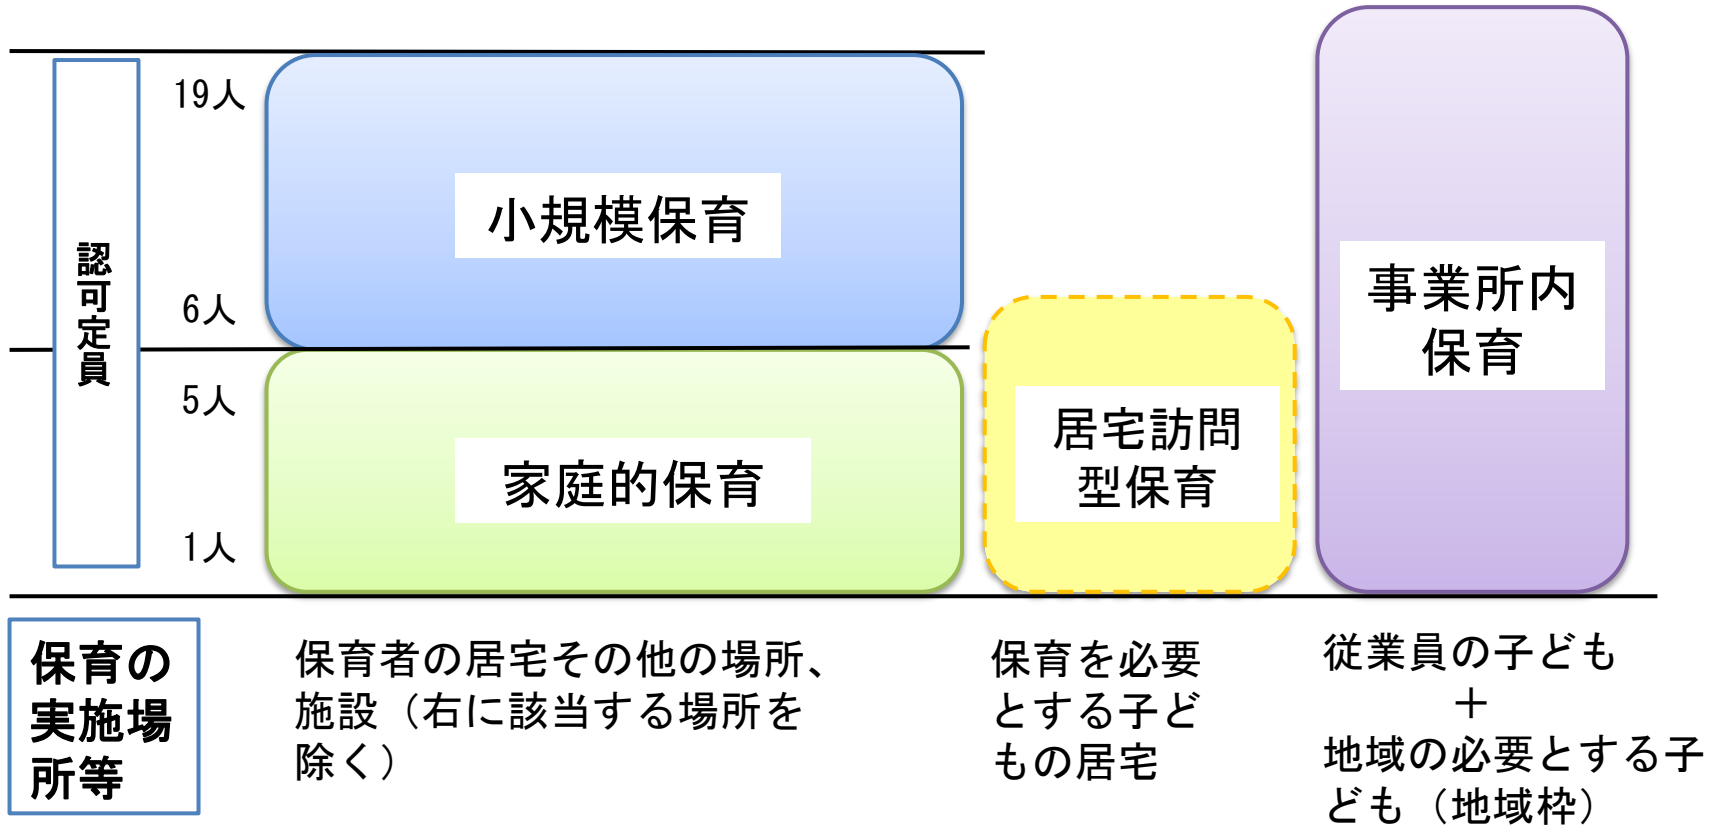 認可定員
19人
6人
5人
1人
小規模保育
家庭的保育
居宅訪問
型保育
事業所内
保育
保育の
実施場
所等
保育者の居宅その他の場所、
施設（右に該当する場所を
除く）
保育を必要
とする子ど
もの居宅
従業員の子ども
＋
地域の必要とする子
ども（地域枠）